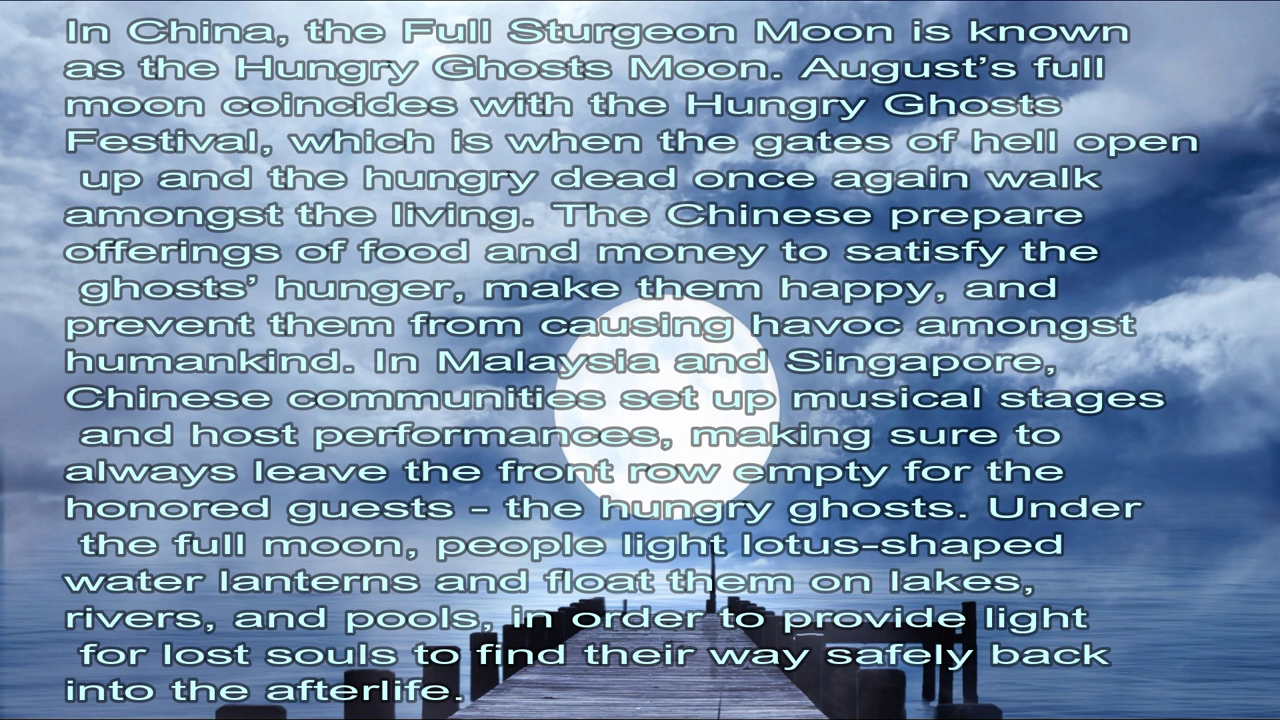 In China, the Full Sturgeon Moon is known
as the Hungry Ghosts Moon. August’s full
moon coincides with the Hungry Ghosts
Festival, which is when the gates of hell open
up and the hungry dead once again walk
amongst the living. The Chinese prepare
offerings of food and money to satisfy the
ghosts’ hunger, make them happy, and
prevent them from causing havoc amongst
humankind. In Malaysia and Singapore,
Chinese communities set up musical stages
and host performances, making sure to
always leave the front row empty for the
honored guests – the hungry ghosts. Under
the full moon, people light lotus-shaped
water lanterns and float them on lakes,
rivers, and pools, in order to provide light
for lost souls to find their way safely back
into the afterlife.